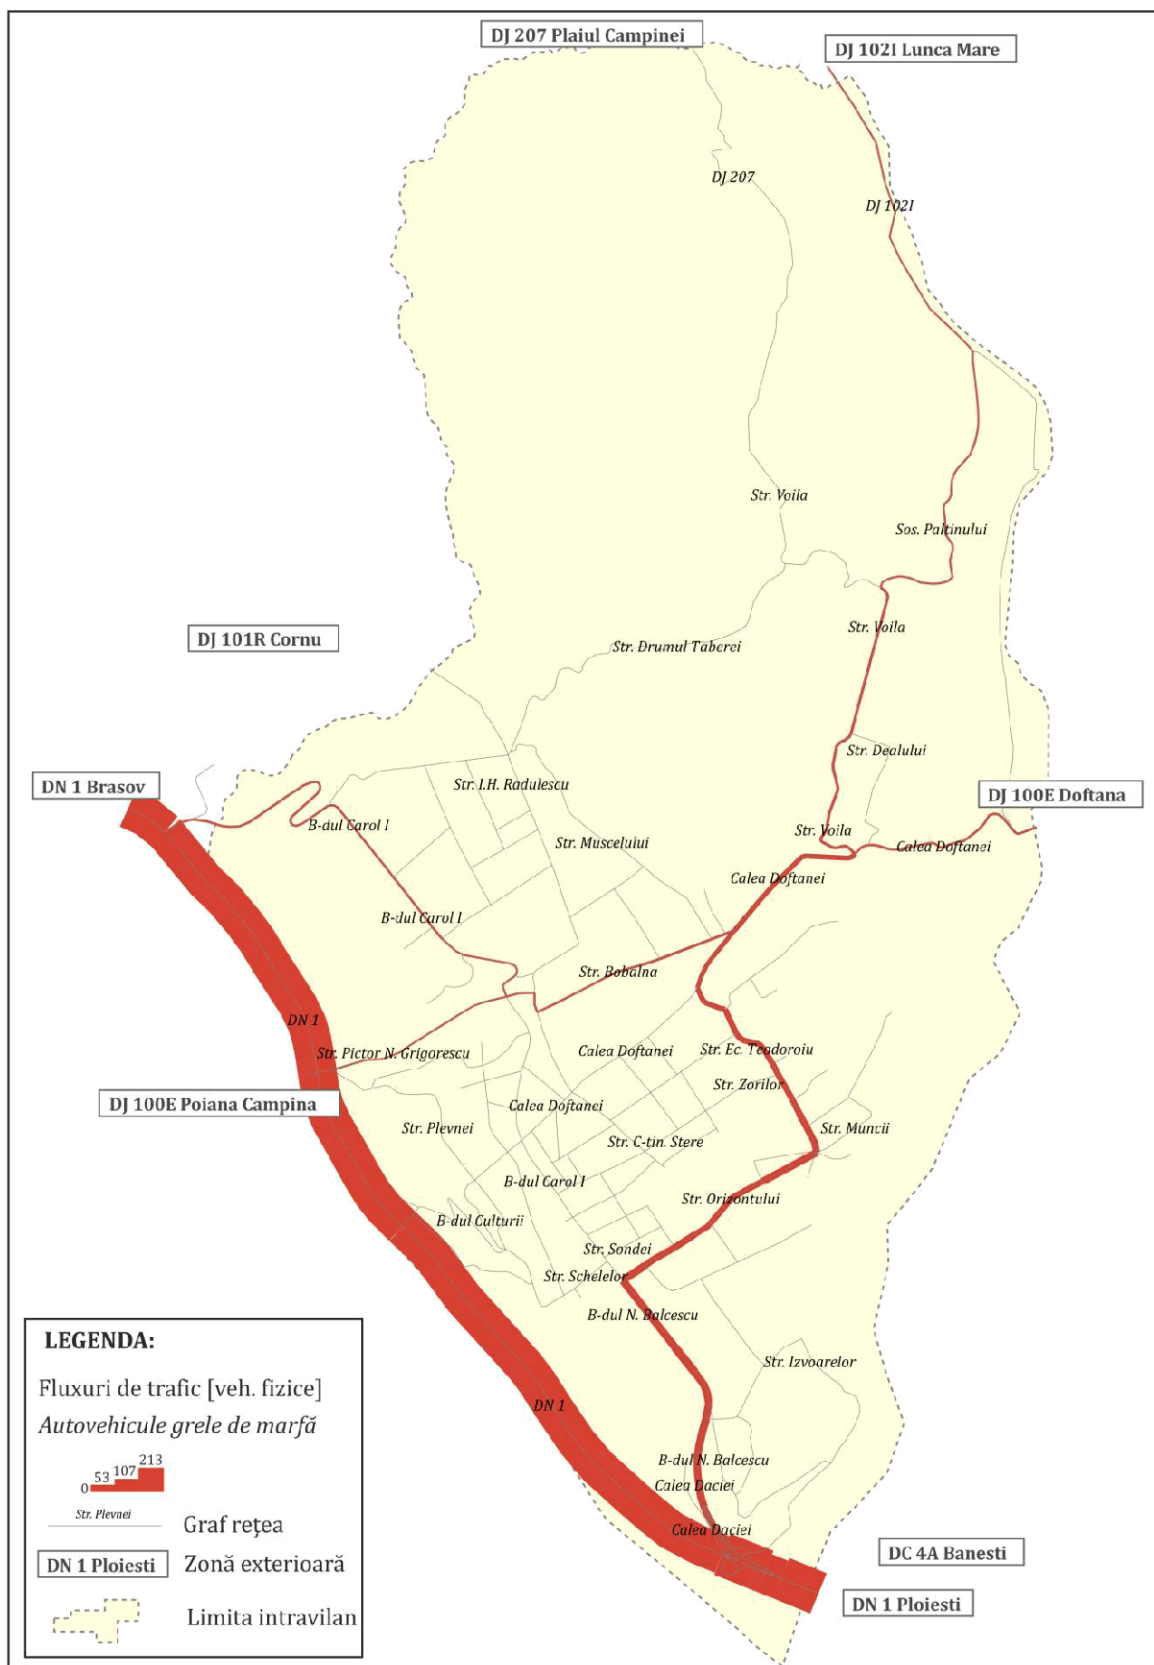 DJ 207 Plaiul Campinei
DJ 102I Lunca Mare
DJ 207
DJ 102I
Str. Voila
Sos. Paltinului
Str. Voila
DJ 101R Cornu
Str. Drumul Taberei
Str. Dealului
DN 1 Brasov
Str. I.H. Radulescu
DJ 100E Doftana
B-dul Carol I
Str. Voila
Str. Muscelului
Calea Doftanei
Calea Doftanei
B-dul Carol I
Str. Bobalna
DN 1
Str. Pictor N. Grigorescu
Calea Doftanei
Str. Ec. Teodoroiu
Str. Zorilor
DJ 100E Poiana Campina
Calea Doftanei
Str. Plevnei
Str. C-tin. Stere
Str. Muncii
B-dul Carol I
Str. Orizontului
B-dul Culturii
Str. Sondei
Str. Schelelor
B-dul N. Balcescu
Str. Izvoarelor
DN 1
B-dul N. Balcescu
Calea Daciei
Calea Daciei
DC 4A Banesti
DN 1 Ploiesti
LEGENDA:
Fluxuri de trafic [veh. fizice]
Autovehicule grele de marfă
0 53 107 213
Str. Plevnei
Graf rețea
DN 1 Ploiesti Zonă exterioară
Limita intravilan